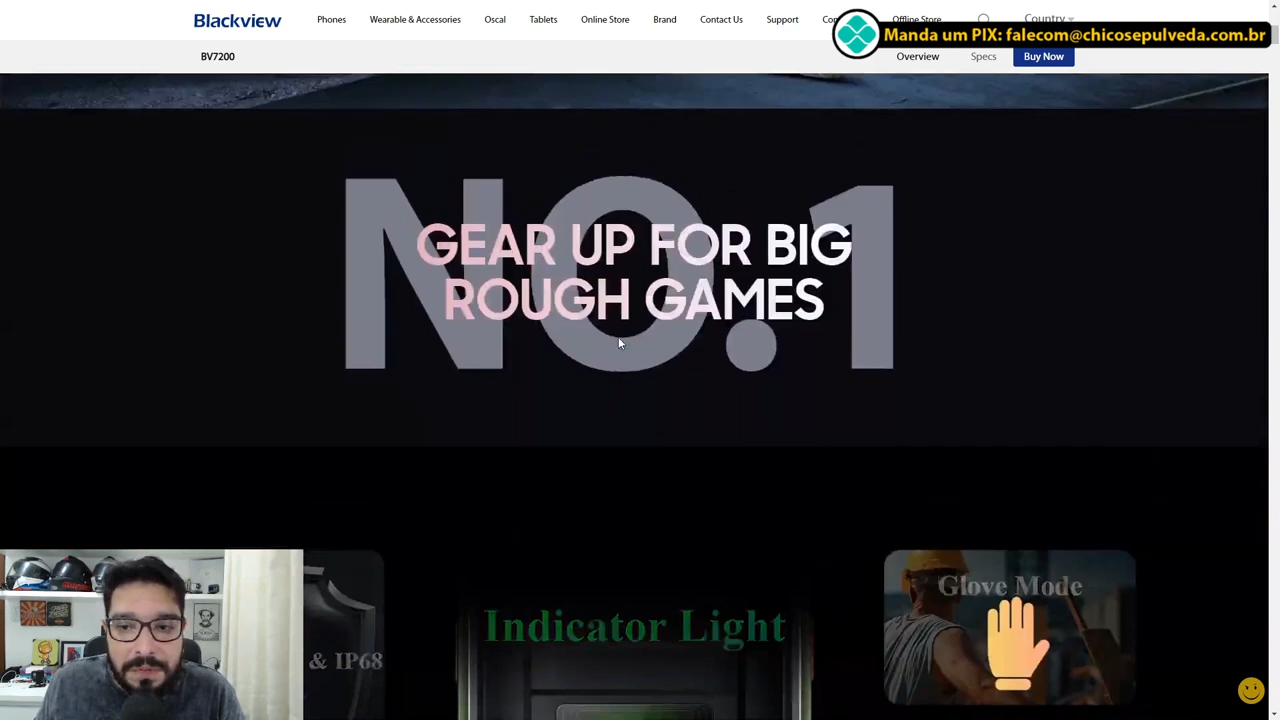 Blackview
Phones
Wearable & Accessories
Oscal
Tablets
Online Store
Brand
Contact Us
Support
Offline Store
Country
Manda um PIX: falecom@chicosepulveda.com.br
BV7200
Overview
Specs
Buy Now
NO.1
GEAR UP FOR BIG
ROUGH GAMES
Glove Mode
Indicator Light
& IP68